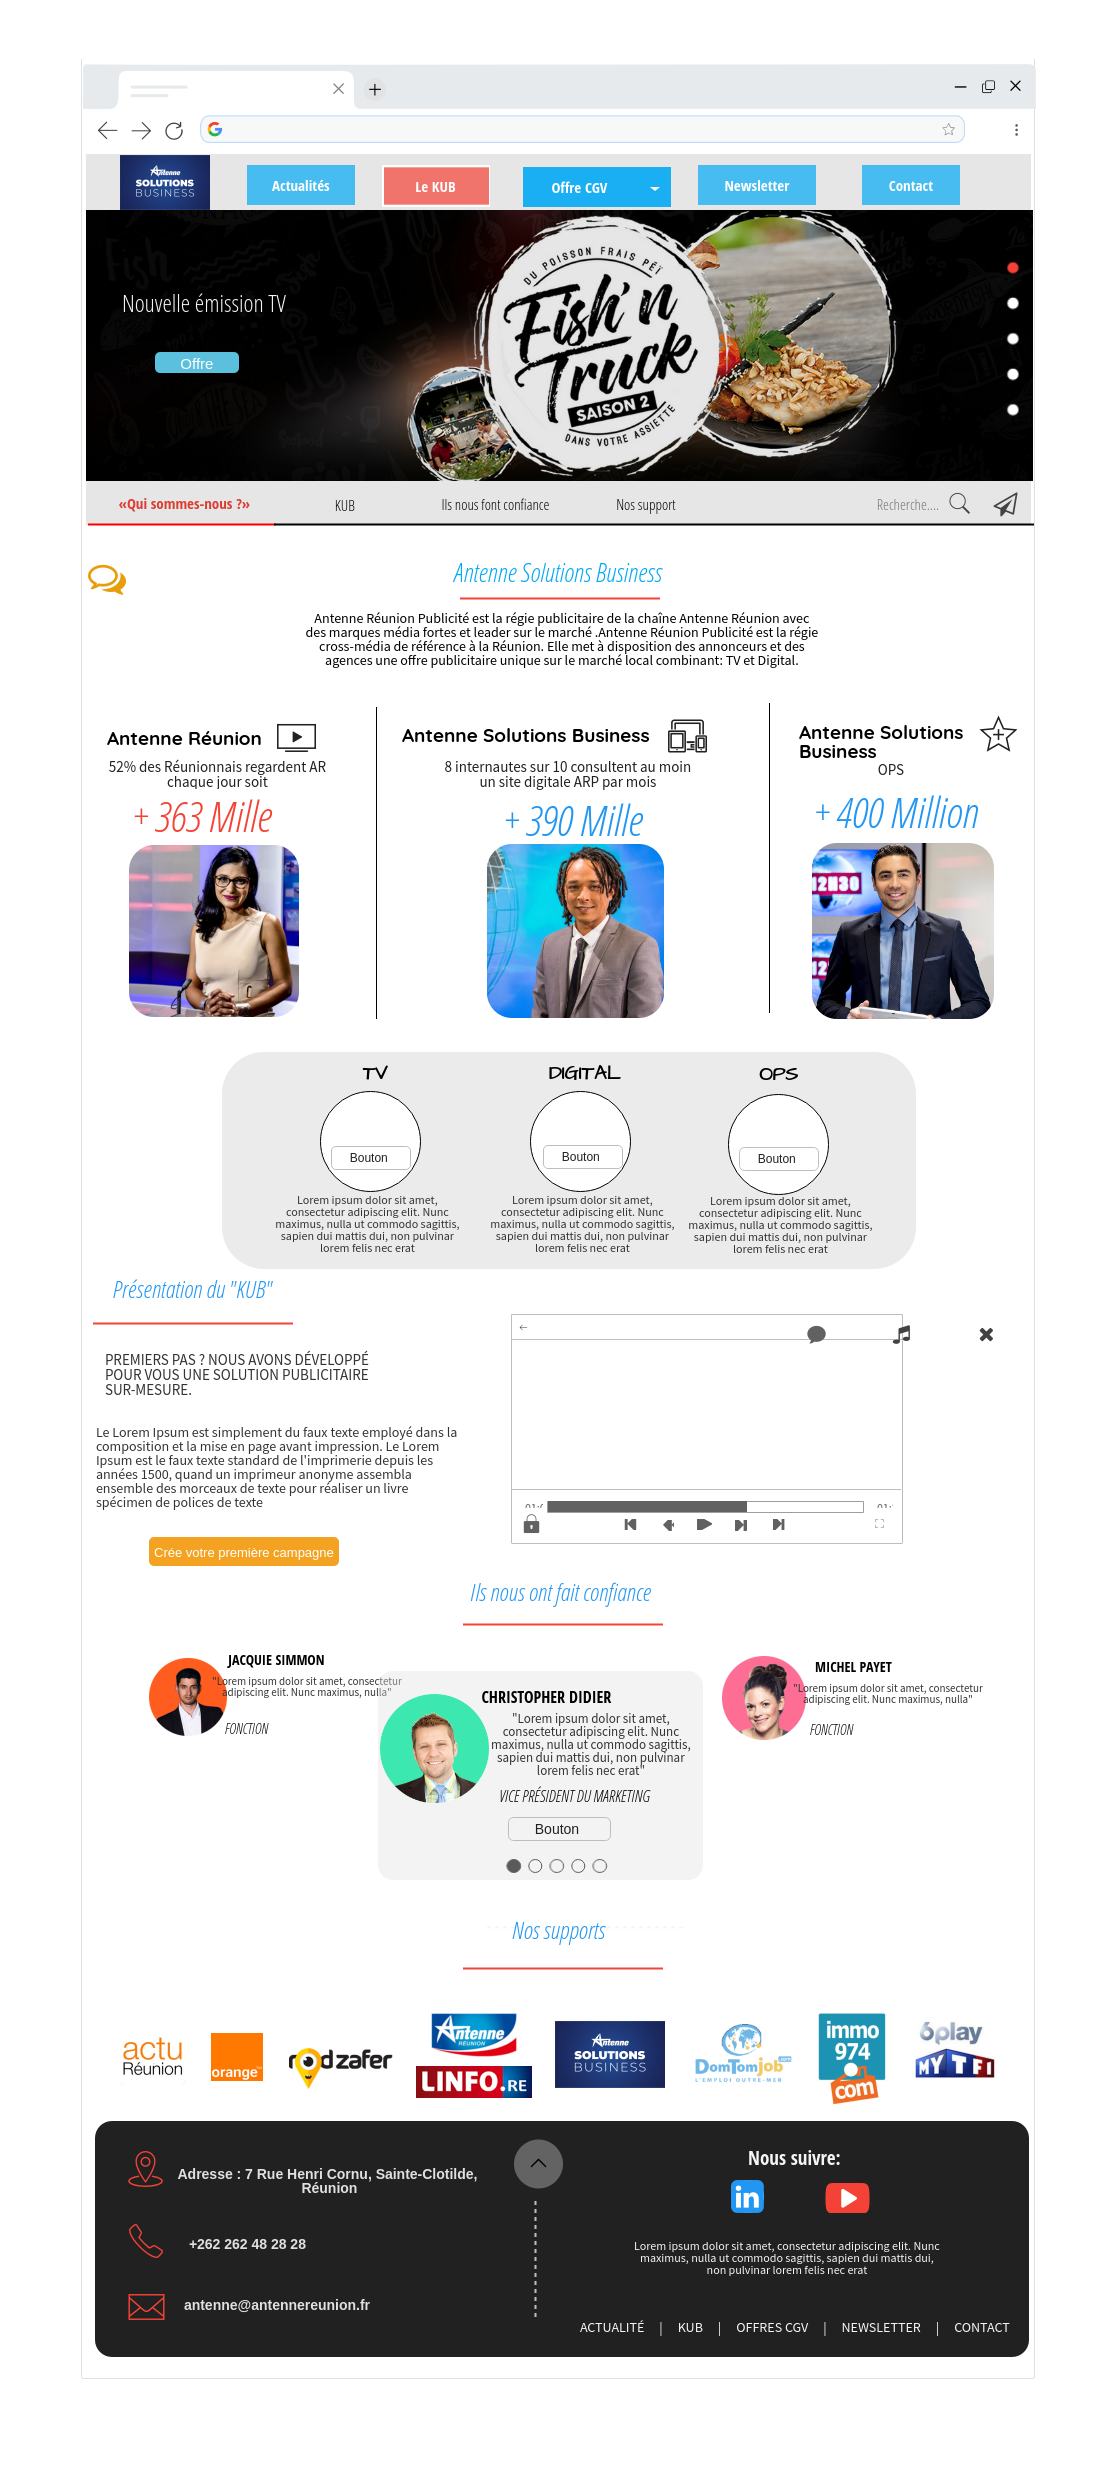 Antenne
SOLUTIONS
BUSINESS
Actualités
Le KUB
Offre CGV
Newsletter
Contact
Nouvelle émission TV
Offre
DU POISSON FRAIS PÉÏ
Fish'n
Truck
SAISON 2
DANS VOTRE ASSIETTE
«Qui sommes-nous ?»
KUB
Ils nous font confiance
Nos support
Recherche....
Antenne Solutions Business
Antenne Réunion Publicité est la régie publicitaire de la chaîne Antenne Réunion avec
des marques média fortes et leader sur le marché .Antenne Réunion Publicité est la régie
cross-média de référence à la Réunion. Elle met à disposition des annonceurs et des
agences une offre publicitaire unique sur le marché local combinant: TV et Digital.
Antenne Réunion
52% des Réunionnais regardent AR
chaque jour soit
+ 363 Mille
Antenne Solutions Business
8 internautes sur 10 consultent au moin
un site digitale ARP par mois
+ 390 Mille
Antenne Solutions
Business
OPS
+ 400 Million
12H30
TV
Bouton
Lorem ipsum dolor sit amet,
consectetur adipiscing elit. Nunc
maximus, nulla ut commodo sagittis,
sapien dui mattis dui, non pulvinar
lorem felis nec erat
DIGITAL
Bouton
Lorem ipsum dolor sit amet,
consectetur adipiscing elit. Nunc
maximus, nulla ut commodo sagittis,
sapien dui mattis dui, non pulvinar
lorem felis nec erat
OPS
Bouton
Lorem ipsum dolor sit amet,
consectetur adipiscing elit. Nunc
maximus, nulla ut commodo sagittis,
sapien dui mattis dui, non pulvinar
lorem felis nec erat
Présentation du "KUB"
PREMIERS PAS ? NOUS AVONS DÉVELOPPÉ
POUR VOUS UNE SOLUTION PUBLICITAIRE
SUR-MESURE.
Le Lorem Ipsum est simplement du faux texte employé dans la
composition et la mise en page avant impression. Le Lorem
Ipsum est le faux texte standard de l'imprimerie depuis les
années 1500, quand un imprimeur anonyme assembla
ensemble des morceaux de texte pour réaliser un livre
spécimen de polices de texte
Crée votre première campagne
Ils nous ont fait confiance
JACQUIE SIMMON
"Lorem ipsum dolor sit amet, consectetur
adipiscing elit. Nunc maximus, nulla"
FONCTION
CHRISTOPHER DIDIER
"Lorem ipsum dolor sit amet,
consectetur adipiscing elit. Nunc
maximus, nulla ut commodo sagittis,
sapien dui mattis dui, non pulvinar
lorem felis nec erat"
VICE PRÉSIDENT DU MARKETING
Bouton
MICHEL PAYET
"Lorem ipsum dolor sit amet, consectetur
adipiscing elit. Nunc maximus, nulla"
FONCTION
Nos supports
actu
Réunion
orange
rodzafer
Antenne
RÉUNION
LINFO.RE
Antenne
SOLUTIONS
BUSINESS
DomTomjob
.com
L'EMPLOI OUTRE-MER
immo
974
.com
6play
MYTF1
Adresse : 7 Rue Henri Cornu, Sainte-Clotilde,
Réunion
+262 262 48 28 28
antenne@antennereunion.fr
Nous suivre:
in
Lorem ipsum dolor sit amet, consectetur adipiscing elit. Nunc
maximus, nulla ut commodo sagittis, sapien dui mattis dui,
non pulvinar lorem felis nec erat
ACTUALITÉ | KUB | OFFRES CGV | NEWSLETTER | CONTACT